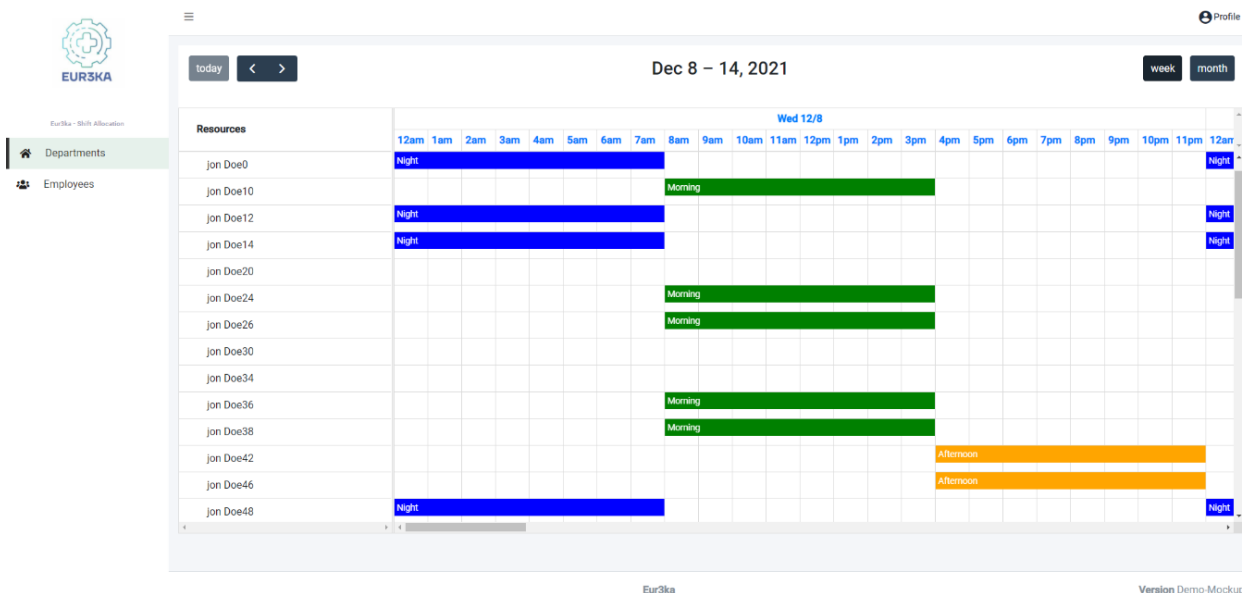 Profile
EUR3KA
today
Dec 8 – 14, 2021
week month
Eur3ka - Shift Allocation
Departments
Employees
Resources
Wed 12/8
12am 1am 2am 3am 4am 5am 6am 7am 8am 9am 10am 11am 12pm 1pm 2pm 3pm 4pm 5pm 6pm 7pm 8pm 9pm 10pm 11pm 12am
jon Doe0 Night Night
jon Doe10 Morning
jon Doe12 Night Night
jon Doe14 Night Night
jon Doe20
jon Doe24 Morning
jon Doe26 Morning
jon Doe30
jon Doe34
jon Doe36 Morning
jon Doe38 Morning
jon Doe42 Afternoon
jon Doe46 Afternoon
jon Doe48 Night Night
Eur3ka
Version Demo-Mockup